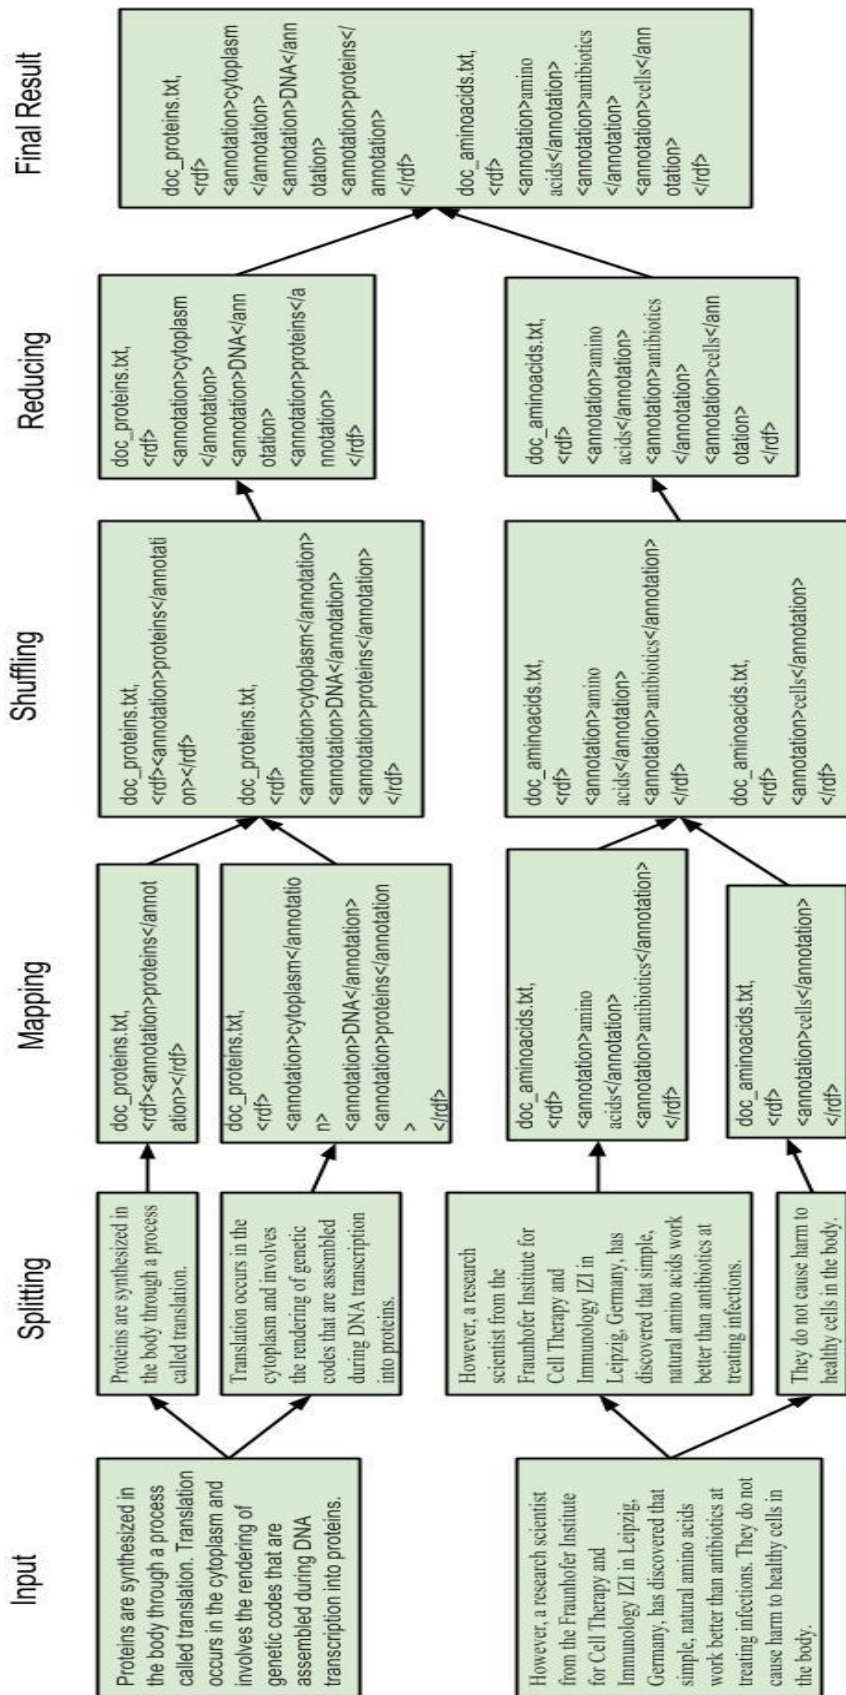 Input
Splitting
Mapping
Shuffling
Reducing
Final Result
Proteins are synthesized in
the body through a process
called translation. Translation
occurs in the cytoplasm and
involves the rendering of
genetic codes that are
assembled during DNA
transcription into proteins.
However, a research scientist
from the Fraunhofer Institute
for Cell Therapy and
Immunology IZI in Leipzig,
Germany, has discovered that
simple, natural amino acids
work better than antibiotics at
treating infections. They do not
cause harm to healthy cells in
the body.
Proteins are synthesized in
the body through a process
called translation.
Translation occurs in the
cytoplasm and involves
the rendering of genetic
codes that are assembled
during DNA transcription
into proteins.
However, a research
scientist from the
Fraunhofer Institute for
Cell Therapy and
Immunology IZI in
Leipzig, Germany, has
discovered that simple,
natural amino acids work
better than antibiotics at
treating infections.
They do not cause harm to
healthy cells in the body.
doc_proteins.txt,
<rdf><annotation>proteins</annot
ation></rdf>
doc_proteins.txt,
<rdf>
<annotation>cytoplasm</annotatio
n>
<annotation>DNA</annotation>
<annotation>proteins</annotation
>
</rdf>
doc_aminoacids.txt,
<rdf>
<annotation>amino
acids</annotation>
<annotation>antibiotics</annotation>
</rdf>
doc_aminoacids.txt,
<rdf>
<annotation>cells</annotation>
</rdf>
doc_proteins.txt,
<rdf><annotation>proteins</annotati
on></rdf>
doc_proteins.txt,
<rdf>
<annotation>cytoplasm</annotation>
<annotation>DNA</annotation>
<annotation>proteins</annotation>
</rdf>
doc_aminoacids.txt,
<rdf>
<annotation>amino
acids</annotation>
<annotation>antibiotics</annotation>
</rdf>
doc_aminoacids.txt,
<rdf>
<annotation>cells</annotation>
</rdf>
doc_proteins.txt,
<rdf>
<annotation>cytoplasm
</annotation>
<annotation>DNA</ann
otation>
<annotation>proteins</a
nnotation>
</rdf>
doc_aminoacids.txt,
<rdf>
<annotation>amino
acids</annotation>
<annotation>antibiotics
</annotation>
<annotation>cells</ann
otation>
</rdf>
doc_proteins.txt,
<rdf>
<annotation>cytoplasm
</annotation>
<annotation>DNA</ann
otation>
<annotation>proteins</
annotation>
</rdf>
doc_aminoacids.txt,
<rdf>
<annotation>amino
acids</annotation>
<annotation>antibiotics
</annotation>
<annotation>cells</ann
otation>
</rdf>